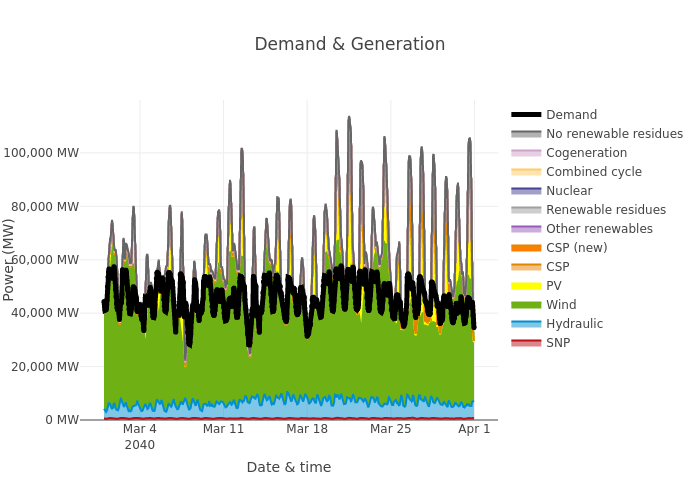 Demand & Generation
Demand
No renewable residues
Cogeneration
Combined cycle
Nuclear
Renewable residues
Other renewables
CSP (new)
CSP
PV
Wind
Hydraulic
SNP
100,000 MW
80,000 MW
60,000 MW
40,000 MW
20,000 MW
0 MW
Power (MW)
Mar 4
2040
Mar 11
Mar 18
Mar 25
Apr 1
Date & time